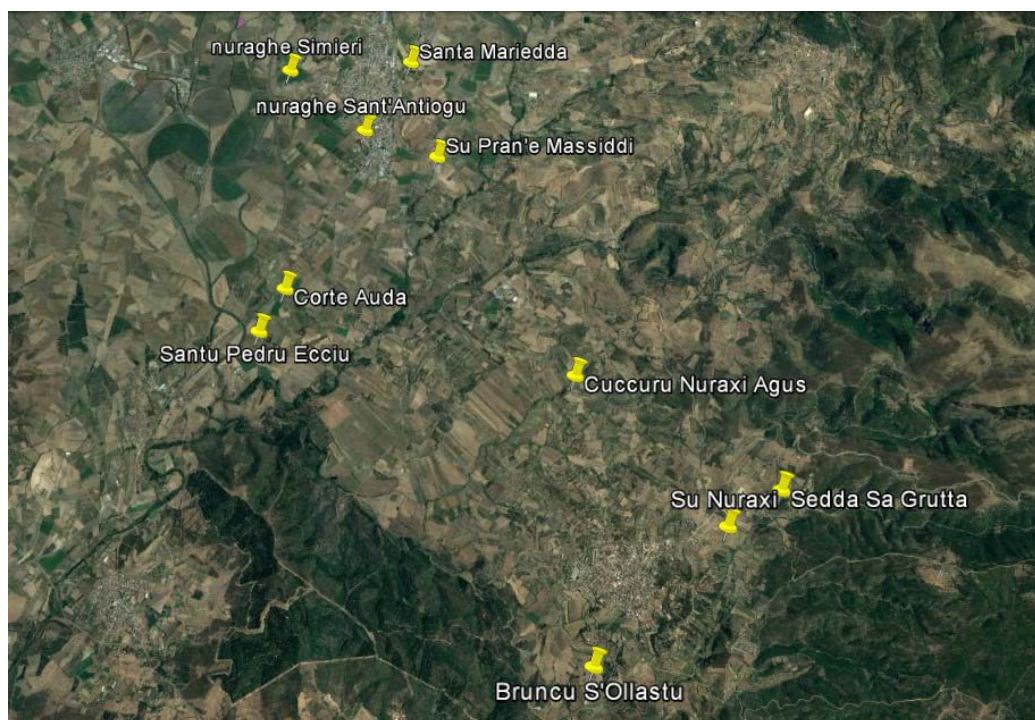 nuraghe Simieri
Santa Mariedda
nuraghe Sant'Antiogu
Su Pran'e Massiddi
Corte Auda
Santu Pedru Ecciu
Cuccuru Nuraxi Agus
Su Nuraxi
Sedda Sa Grutta
Bruncu S'Ollastu